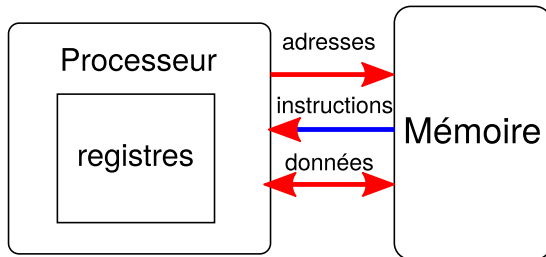 Processeur
registres
adresses
instructions
données
Mémoire